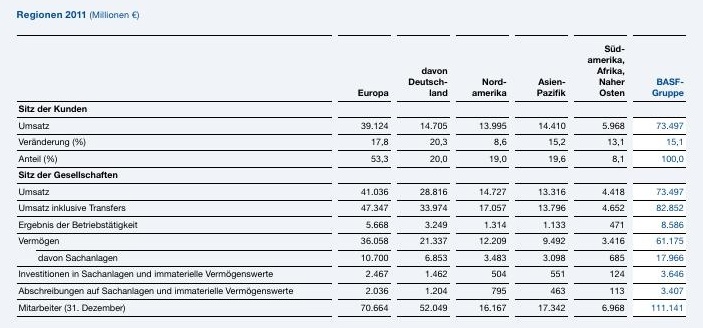 Regionen 2011 (Millionen €)
Europa davon Deutsch-land Nord-amerika Asien-Pazifik Süd-amerika, Afrika, Naher Osten BASF-Gruppe
Sitz der Kunden
Umsatz 39.124 14.705 13.995 14.410 5.968 73.497
Veränderung (%) 17,8 20,3 8,6 15,2 13,1 15,1
Anteil (%) 53,3 20,0 19,0 19,6 8,1 100,0
Sitz der Gesellschaften
Umsatz 41.036 28.816 14.727 13.316 4.418 73.497
Umsatz inklusive Transfers 47.347 33.974 17.057 13.796 4.652 82.852
Ergebnis der Betriebstätigkeit 5.668 3.249 1.314 1.133 471 8.586
Vermögen 36.058 21.337 12.209 9.492 3.416 61.175
davon Sachanlagen 10.700 6.853 3.483 3.098 685 17.966
Investitionen in Sachanlagen und immaterielle Vermögenswerte 2.467 1.462 504 551 124 3.646
Abschreibungen auf Sachanlagen und immaterielle Vermögenswerte 2.036 1.204 795 463 113 3.407
Mitarbeiter (31. Dezember) 70.664 52.049 16.167 17.342 6.968 111.141